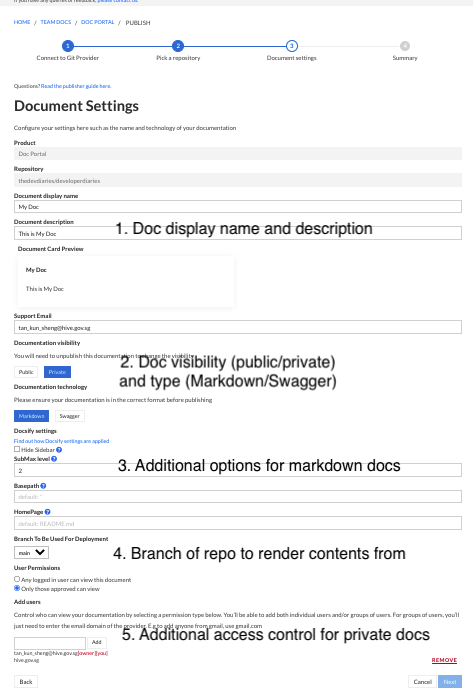 If you have any queries or feedback, please contact us.
HOME / TEAM DOCS / DOC PORTAL / PUBLISH
1 2 3 4
Connect to Git Provider Pick a repository Document settings Summary
Questions? Read the publisher guide here.
Document Settings
Configure your settings here such as the name and technology of your documentation
Product
Doc Portal
Repository
thedevdiaries/developerdiaries
Document display name
My Doc
Document description
1. Doc display name and description
This is My Doc
Document Card Preview
My Doc
This is My Doc
Support Email
tan_kun_sheng@hive.gov.sg
Documentation visibility
You will need to unpublish this documentation to change the visibility
2. Doc visibility (public/private)
and type (Markdown/Swagger)
Public Private
Documentation technology
Please ensure your documentation is in the correct format before publishing
Markdown Swagger
Docsify settings
Find out how Docsify settings are applied
Hide Sidebar ?
SubMax level ?
3. Additional options for markdown docs
2
Basepath ?
default: '
HomePage ?
default: README.md
Branch To Be Used For Deployment
main
4. Branch of repo to render contents from
User Permissions
Any logged in user can view this document
Only those approved can view
Add users
Control who can view your documentation by selecting a permission type below. You'll be able to add both individual users and/or groups of users. For groups of users, you'll
just need to enter the email domain of the provider. E.g to add anyone from gmail, use gmail.com
5. Additional access control for private docs
Add
tan_kun_sheng@hive.gov.sg[owner][you]
hive.gov.sg REMOVE
Back Cancel Next